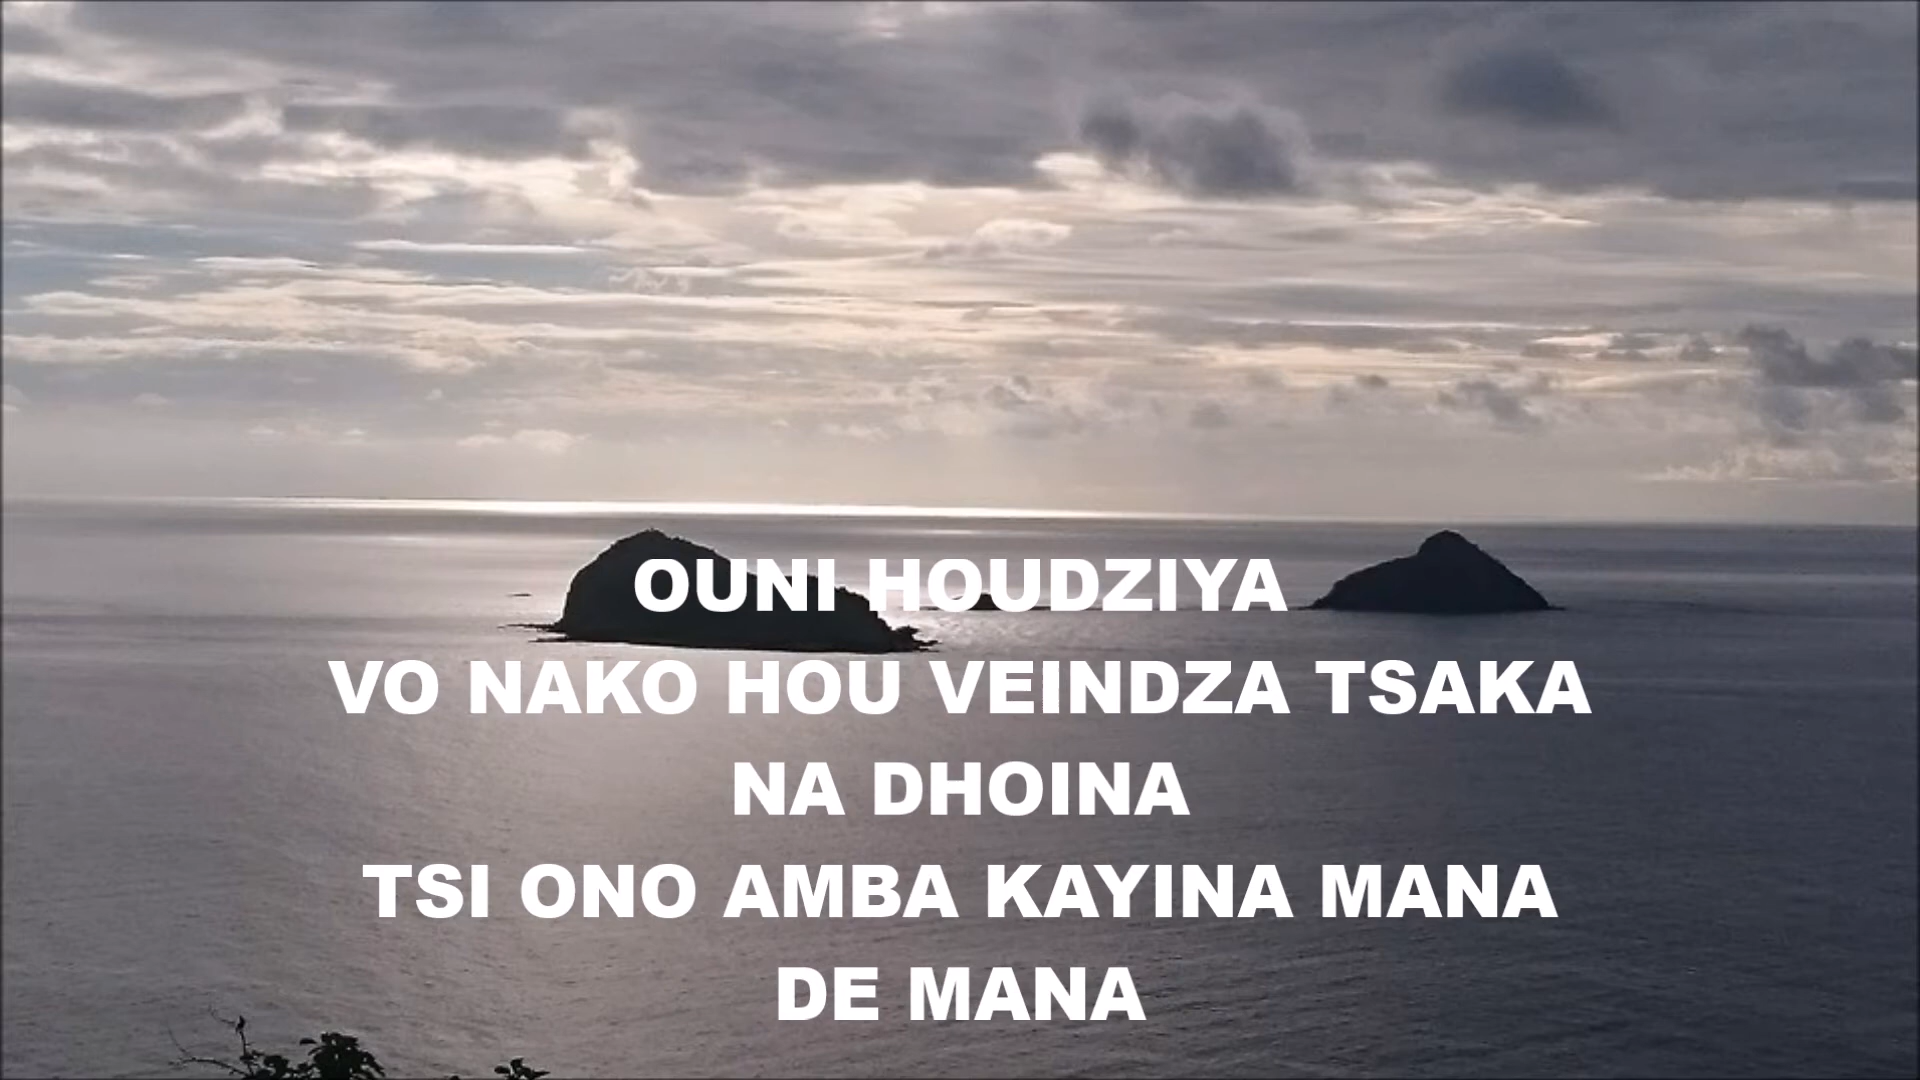 OUNI HOUDZIYA
VO NAKO HOU VEINDZA TSAKA
NA DHOINA
TSI ONO AMBA KAYINA MANA
DE MANA